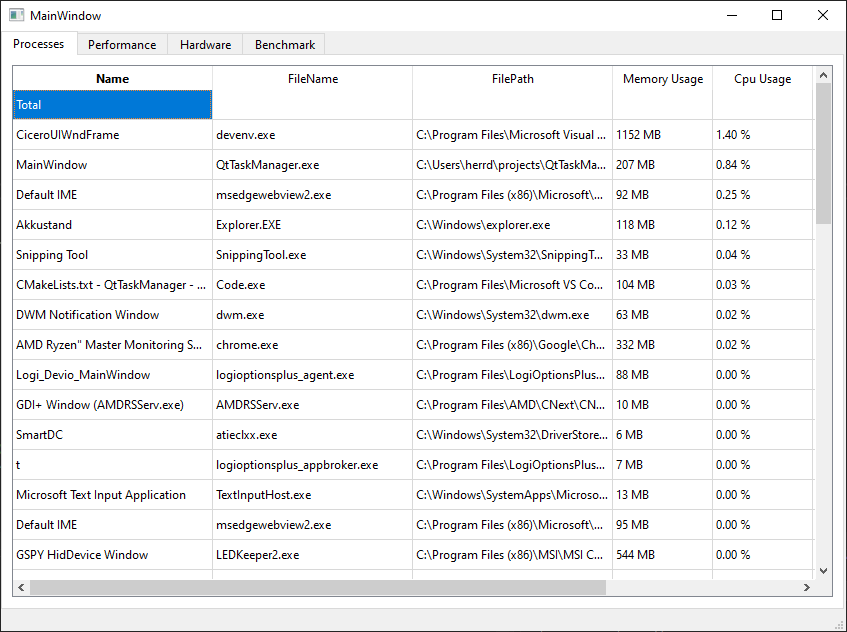 MainWindow
Processes Performance Hardware Benchmark
Name FileName FilePath Memory Usage Cpu Usage
Total
CiceroUIWndFrame devenv.exe C:\Program Files\Microsoft Visual ... 1152 MB 1.40 %
MainWindow QtTaskManager.exe C:\Users\herrd\projects\QtTaskMa... 207 MB 0.84 %
Default IME msedgewebview2.exe C:\Program Files (x86)\Microsoft\... 92 MB 0.25 %
Akkustand Explorer.EXE C:\Windows\explorer.exe 118 MB 0.12 %
Snipping Tool SnippingTool.exe C:\Windows\System32\SnippingT... 33 MB 0.04 %
CMakeLists.txt - QtTaskManager - ... Code.exe C:\Program Files\Microsoft VS Co... 104 MB 0.03 %
DWM Notification Window dwm.exe C:\Windows\System32\dwm.exe 63 MB 0.02 %
AMD Ryzen" Master Monitoring S... chrome.exe C:\Program Files (x86)\Google\Ch... 332 MB 0.02 %
Logi_Devio_MainWindow logioptionsplus_agent.exe C:\Program Files\LogiOptionsPlus... 88 MB 0.00 %
GDI+ Window (AMDRSServ.exe) AMDRSServ.exe C:\Program Files\AMD\CNext\CN... 10 MB 0.00 %
SmartDC atieclxx.exe C:\Windows\System32\DriverStore... 6 MB 0.00 %
t logioptionsplus_appbroker.exe C:\Program Files\LogiOptionsPlus... 7 MB 0.00 %
Microsoft Text Input Application TextInputHost.exe C:\Windows\SystemApps\Microso... 13 MB 0.00 %
Default IME msedgewebview2.exe C:\Program Files (x86)\Microsoft\... 95 MB 0.00 %
GSPY HidDevice Window LEDKeeper2.exe C:\Program Files (x86)\MSI\MSI C... 544 MB 0.00 %